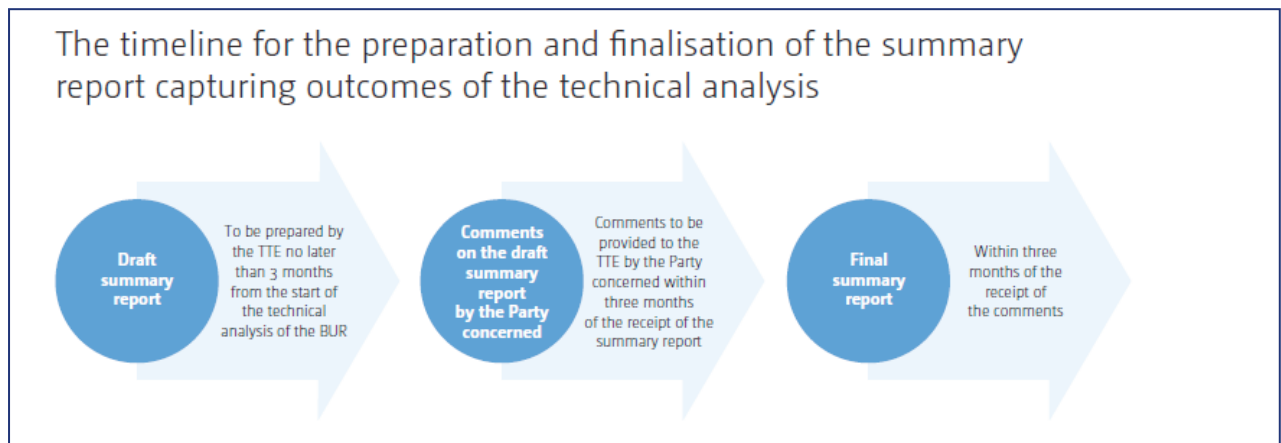 The timeline for the preparation and finalisation of the summary
report capturing outcomes of the technical analysis
Draft
summary
report
To be prepared by
the TTE no later
than 3 months
from the start of
the technical
analysis of the BUR
Comments
on the draft
summary
report
by the Party
concerned
Comments to be
provided to the
TTE by the Party
concerned within
three months
of the receipt of the
summary report
Final
summary
report
Within three
months of the
receipt of
the comments